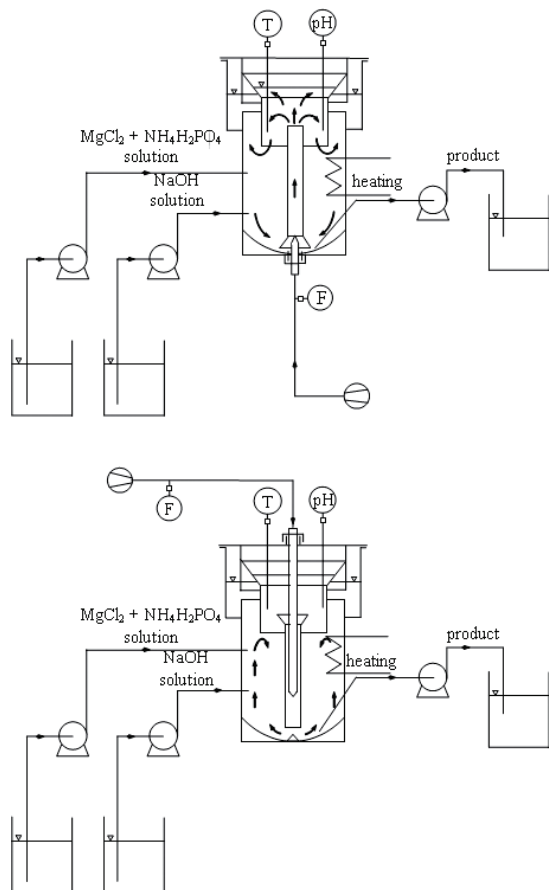 T
pH
MgCl₂ + NH₄H₂PO₄
solution
NaOH
solution
heating
product
F
F
T
pH
MgCl₂ + NH₄H₂PO₄
solution
NaOH
solution
heating
product